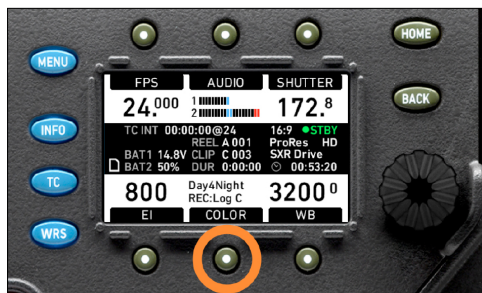 HOME
MENU
FPS AUDIO SHUTTER
24.000 1 2 172.8
BACK
INFO
TC INT 00:00:00@24 16:9 STBY
REEL A 001 ProRes HD
BAT1 14.8V CLIP C 003 SXR Drive
BAT2 50% DUR 0:00:00 00:53:20
TC
800 Day4Night 3200 0
REC:Log C
EI COLOR WB
WRS